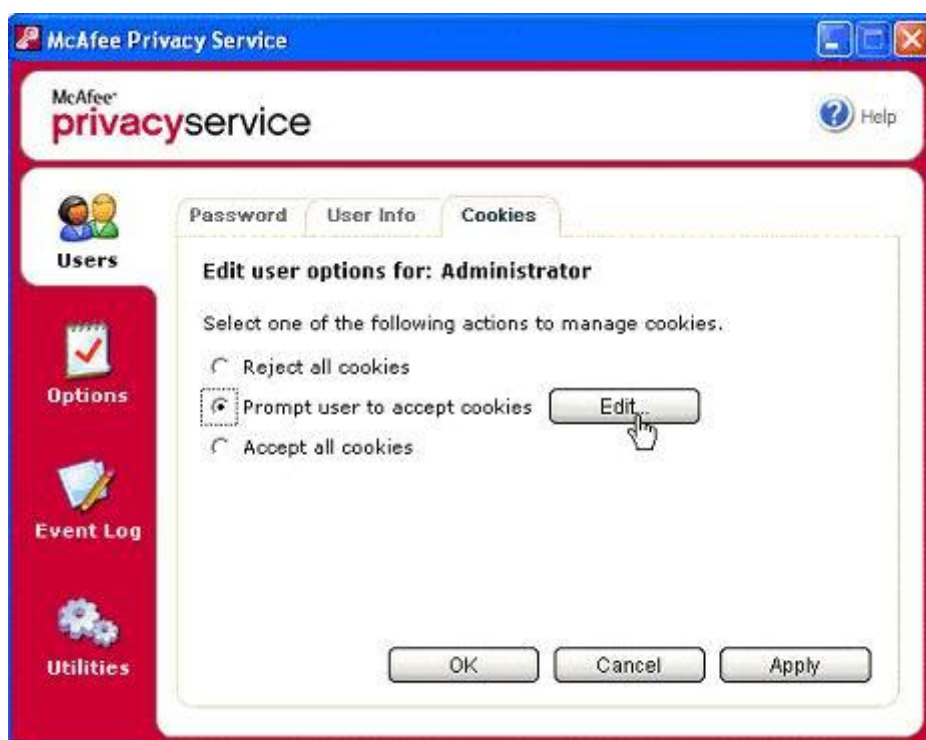 McAfee Privacy Service
McAfee
privacyservice
Help
Users
Options
Event Log
Utilities
Password User Info Cookies
Edit user options for: Administrator
Select one of the following actions to manage cookies.
Reject all cookies
Prompt user to accept cookies Edit...
Accept all cookies
OK Cancel Apply